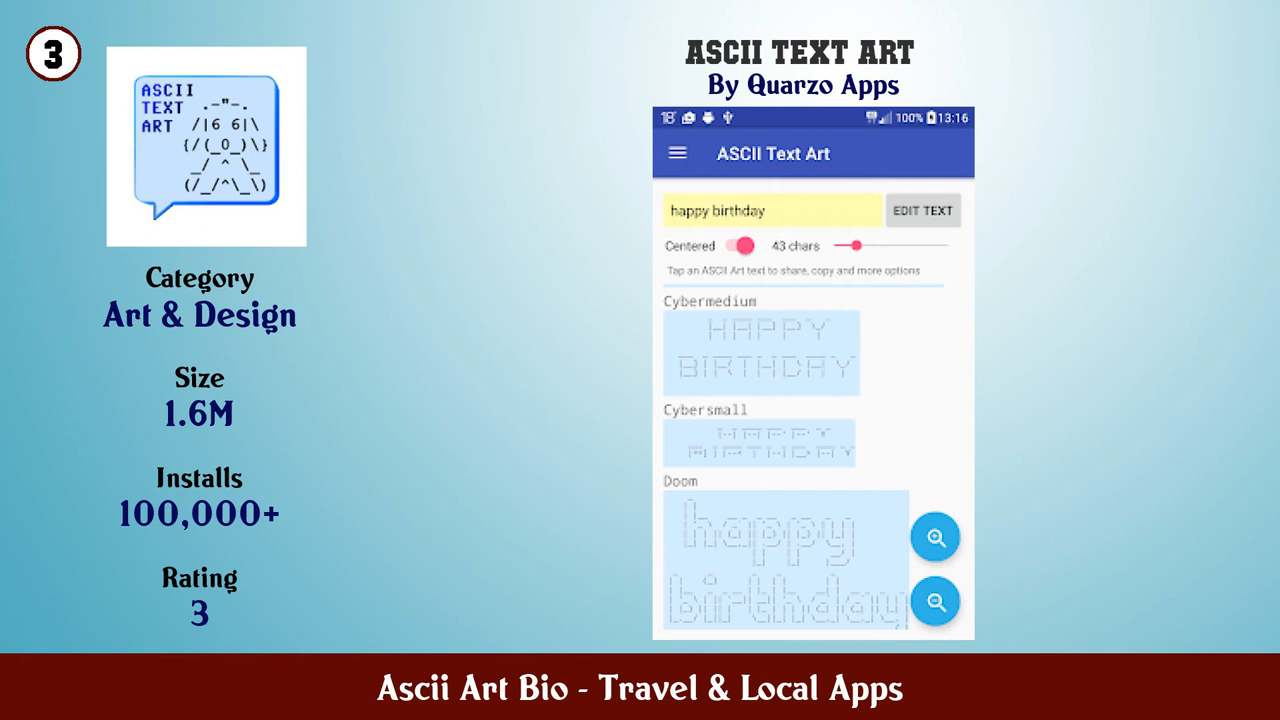 3
ASCII
TEXT
ART
Category
Art & Design
Size
1.6M
Installs
100,000+
Rating
3
ASCII TEXT ART
By Quarzo Apps
100% 13:16
ASCII Text Art
happy birthday
EDIT TEXT
Centered
43 chars
Tap an ASCII Art text to share, copy and more options
Cybermedium
HAPPY
BIRTHDAY
Cybersmall
HAPPY
BIRTHDAY
Doom
happy
birthday
Ascii Art Bio - Travel & Local Apps